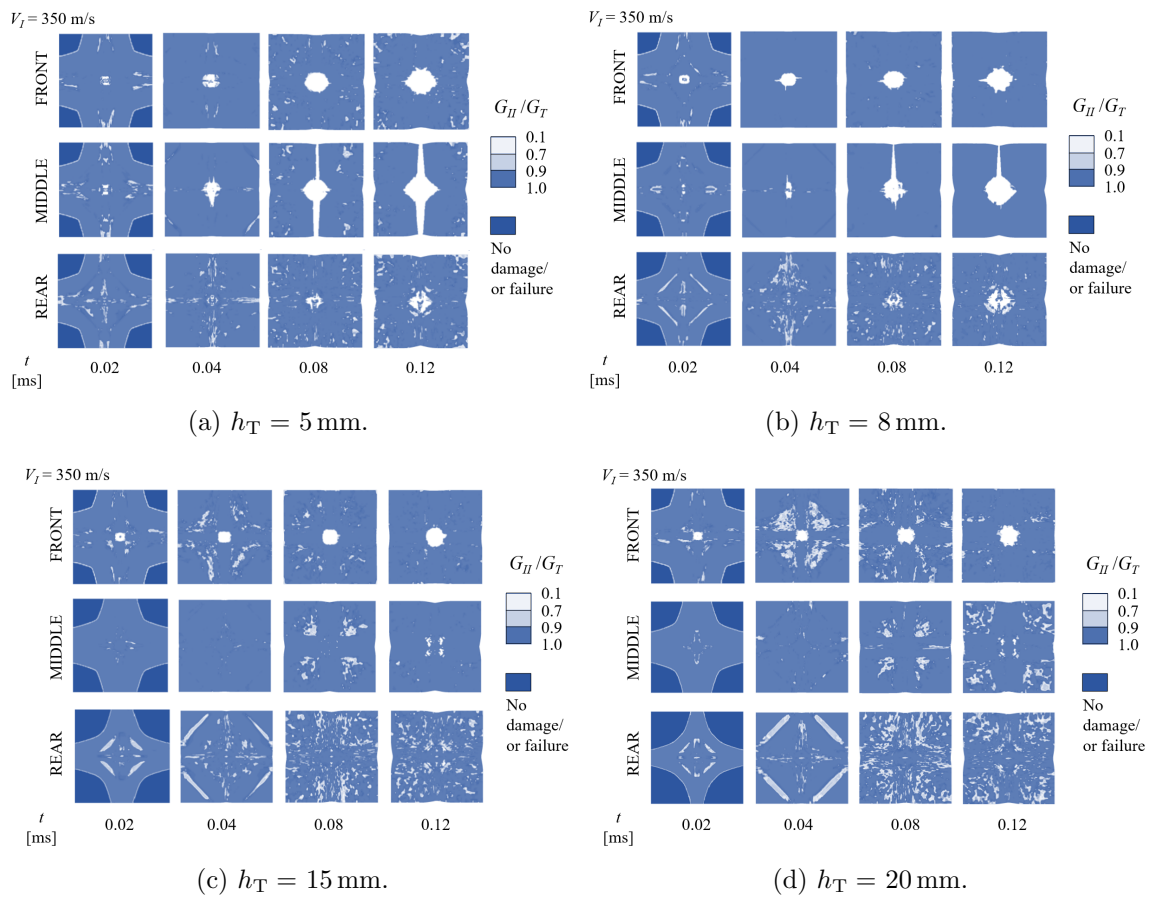 V_I = 350 m/s
FRONT
MIDDLE
REAR
t
[ms]
0.02 0.04 0.08 0.12
G_II /G_T
0.1
0.7
0.9
1.0
No
damage/
or failure
(a) h_T = 5 mm.
V_I = 350 m/s
FRONT
MIDDLE
REAR
t
[ms]
0.02 0.04 0.08 0.12
G_II /G_T
0.1
0.7
0.9
1.0
No
damage/
or failure
(b) h_T = 8 mm.
V_I = 350 m/s
FRONT
MIDDLE
REAR
t
[ms]
0.02 0.04 0.08 0.12
G_II /G_T
0.1
0.7
0.9
1.0
No
damage/
or failure
(c) h_T = 15 mm.
V_I = 350 m/s
FRONT
MIDDLE
REAR
t
[ms]
0.02 0.04 0.08 0.12
G_II /G_T
0.1
0.7
0.9
1.0
No
damage/
or failure
(d) h_T = 20 mm.